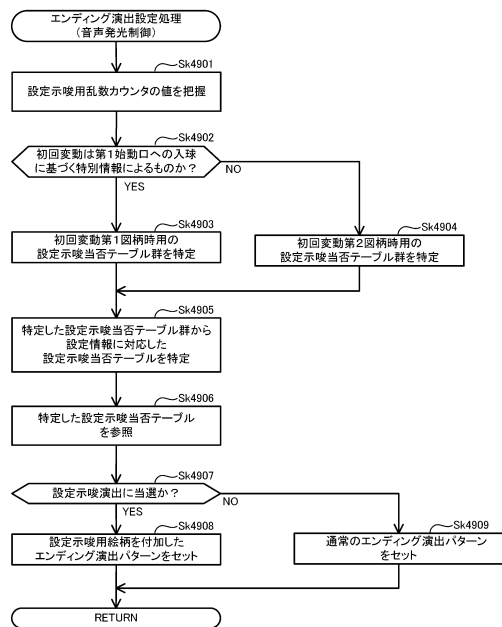 エンディング演出設定処理
(音声発光制御)
Sk4901
設定示唆用乱数カウンタの値を把握
Sk4902
初回変動は第1始動口への入球
に基づく特別情報によるものか？
NO
YES
Sk4903
初回変動第1図柄時用の
設定示唆当否テーブル群を特定
Sk4904
初回変動第2図柄時用の
設定示唆当否テーブル群を特定
Sk4905
特定した設定示唆当否テーブル群から
設定情報に対応した
設定示唆当否テーブルを特定
Sk4906
特定した設定示唆当否テーブル
を参照
Sk4907
設定示唆演出に当選か？
NO
YES
Sk4908
設定示唆用絵柄を付加した
エンディング演出パターンをセット
Sk4909
通常のエンディング演出パターン
をセット
RETURN